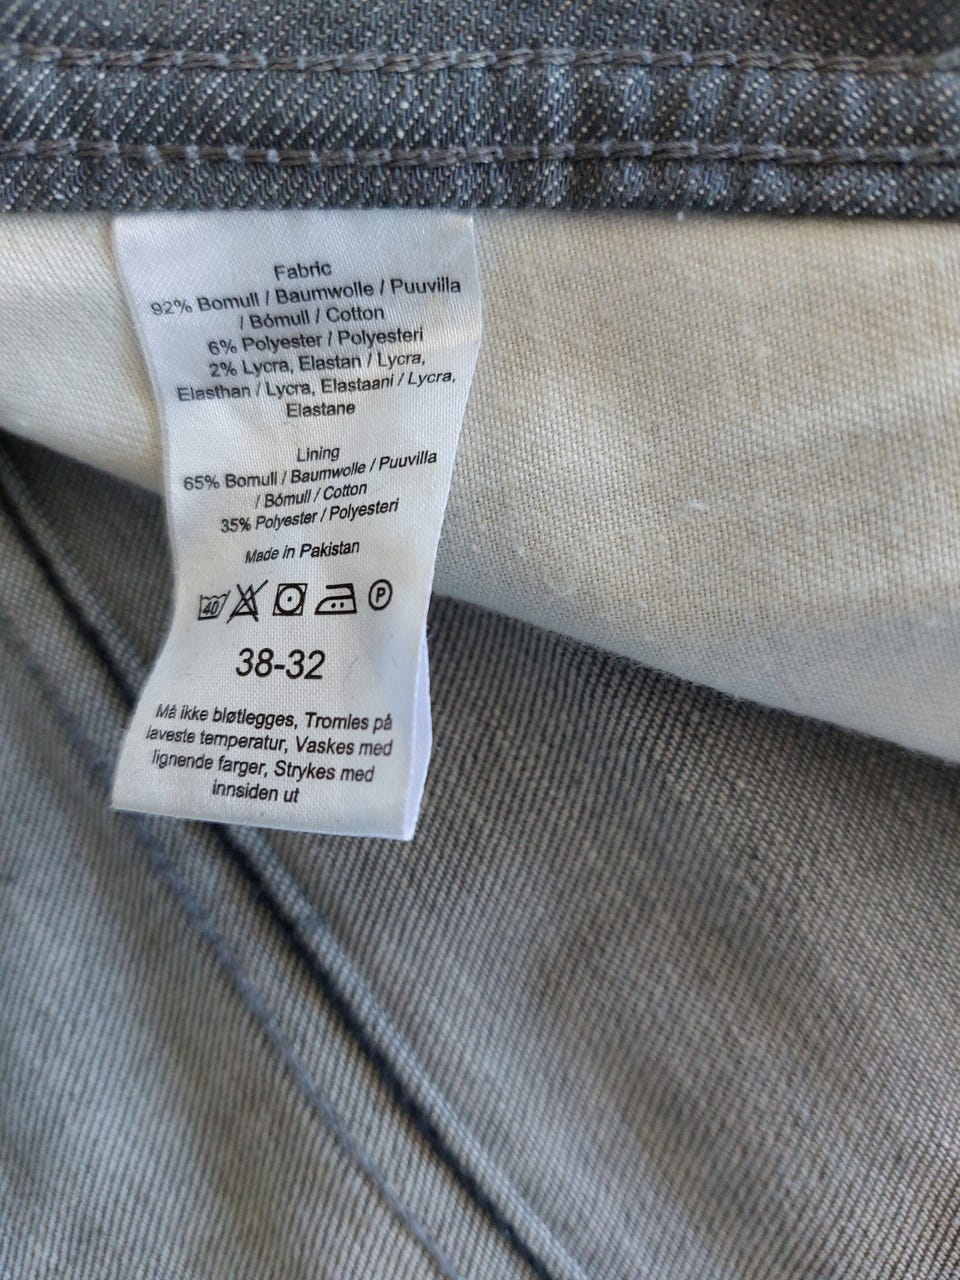 Fabric
92% Bomull / Baumwolle / Puuvilla
/ Bómull / Cotton
6% Polyester / Polyesteri
2% Lycra, Elastan / Lycra,
Elasthan / Lycra, Elastaani / Lycra,
Elastane
Lining
65% Bomull / Baumwolle / Puuvilla
/ Bómull / Cotton
35% Polyester / Polyesteri
Made in Pakistan
40 P
38-32
Må ikke bløtlegges, Tromles på
laveste temperatur, Vaskes med
lignende farger, Strykes med
innsiden ut